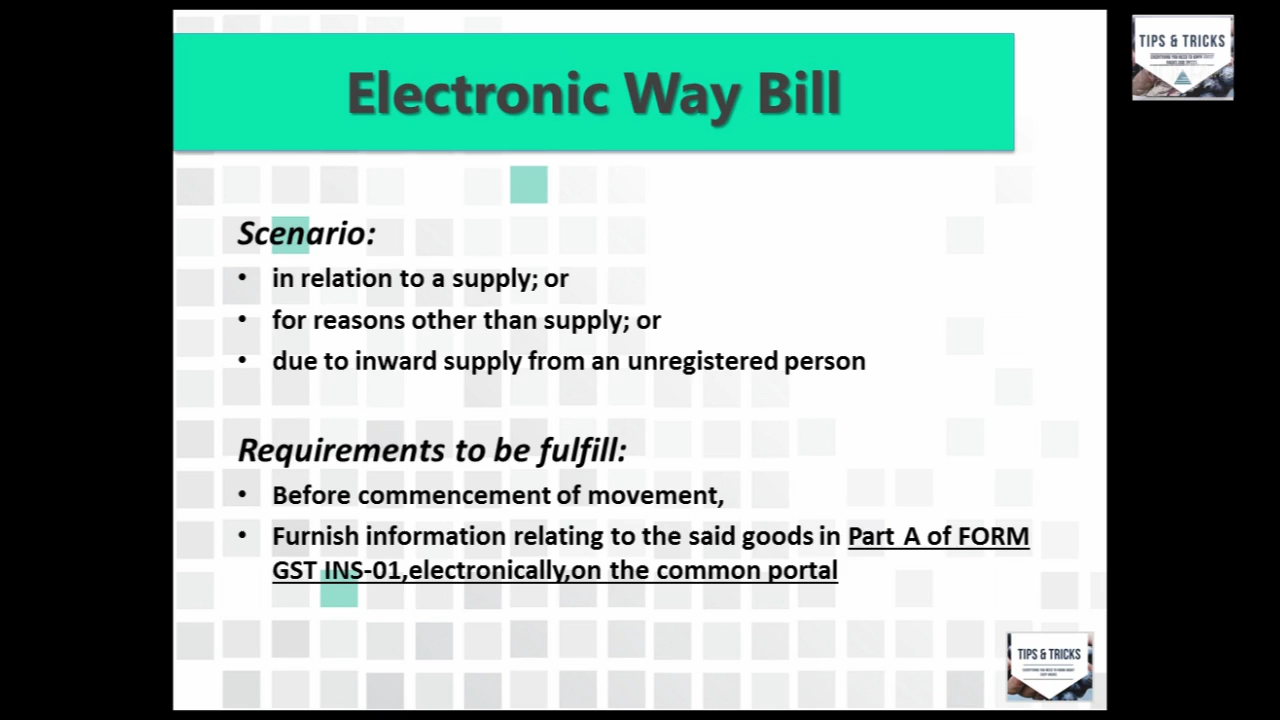 Electronic Way Bill
TIPS & TRICKS
Scenario:
• in relation to a supply; or
• for reasons other than supply; or
• due to inward supply from an unregistered person
Requirements to be fulfill:
• Before commencement of movement,
• Furnish information relating to the said goods in Part A of FORM
GST INS-01,electronically,on the common portal
TIPS & TRICKS